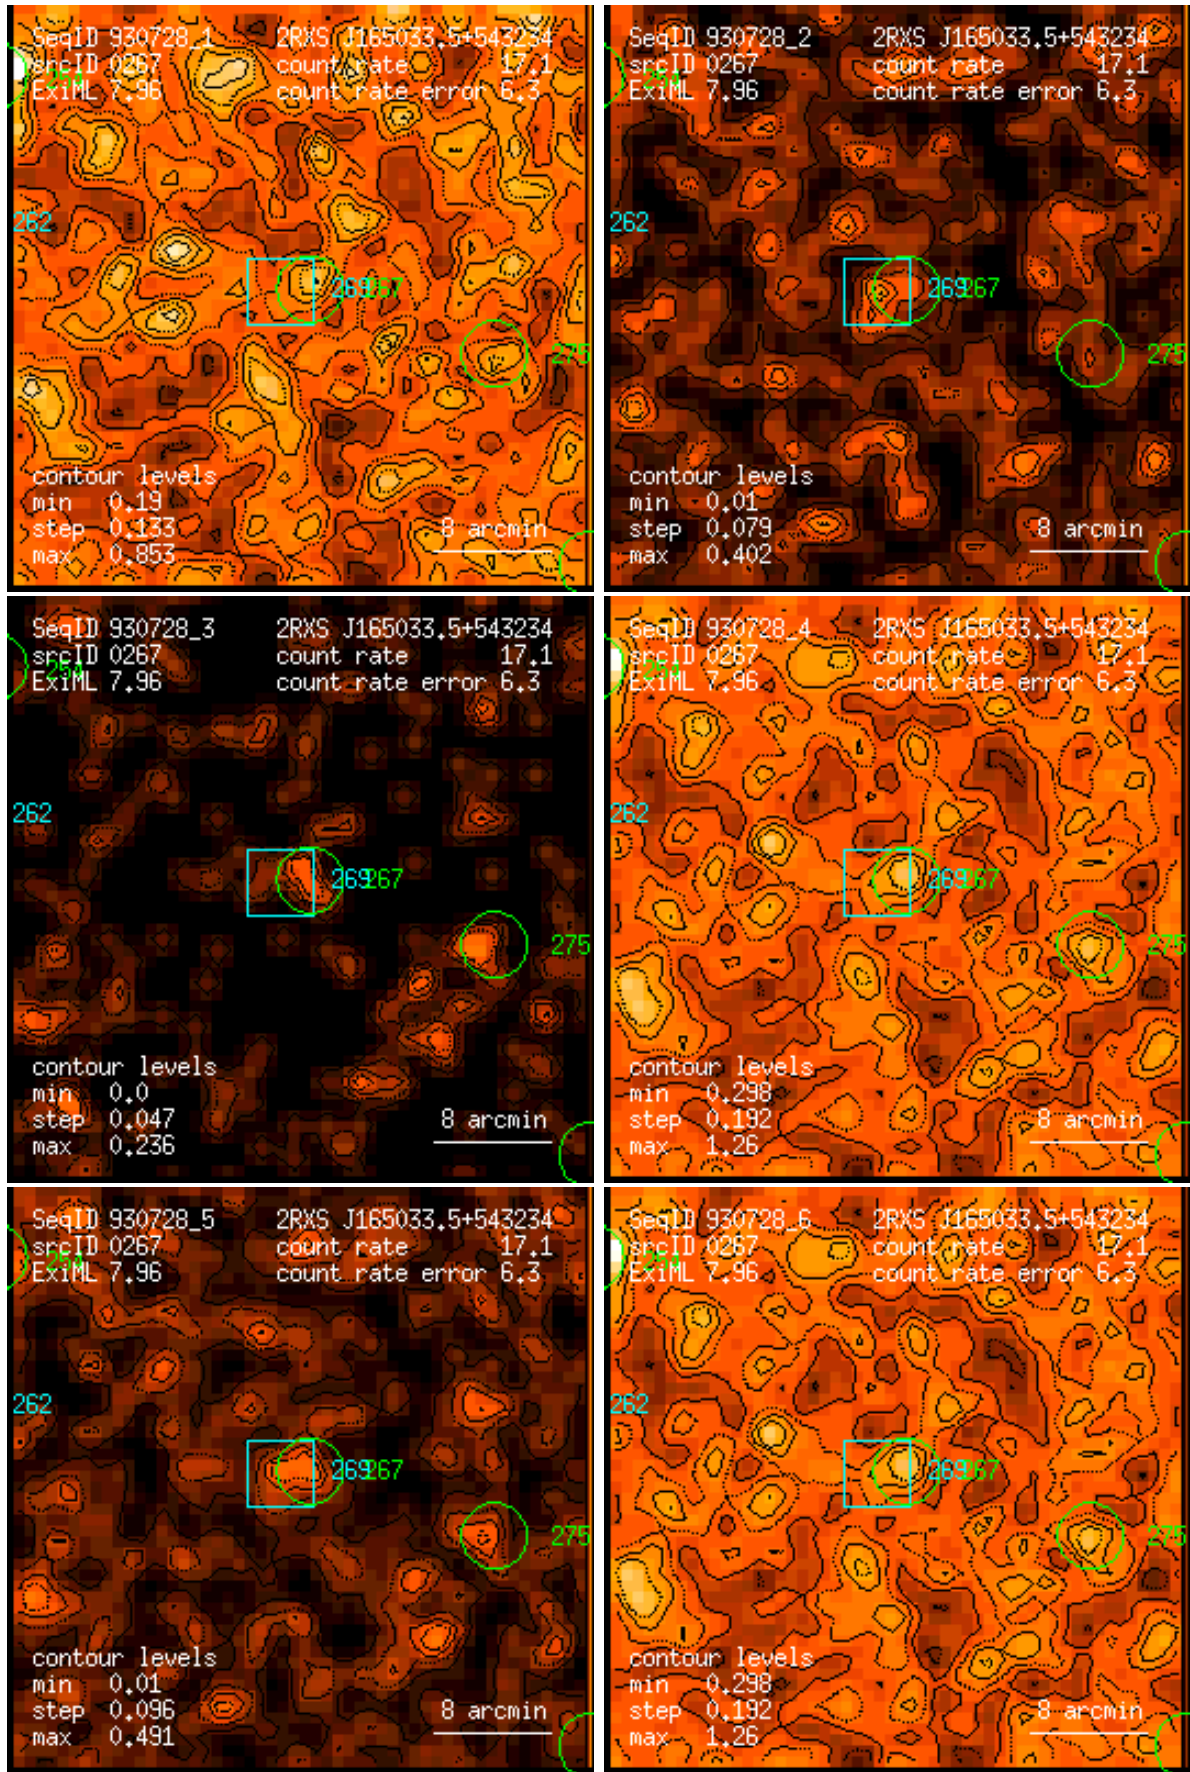 SeqID 930728_1 2RXS J165033.5+543234
srcID 0267 count rate 17.1
ExiML 7.96 count rate error 6.3
254
262
269 267
275
contour levels
min 0.19
step 0.133
max 0.853
8 arcmin
SeqID 930728_2 2RXS J165033.5+543234
srcID 0267 count rate 17.1
ExiML 7.96 count rate error 6.3
254
262
269 267
275
contour levels
min 0.01
step 0.079
max 0.402
8 arcmin
SeqID 930728_3 2RXS J165033.5+543234
srcID 0267 count rate 17.1
ExiML 7.96 count rate error 6.3
254
262
269 267
275
contour levels
min 0.0
step 0.047
max 0.236
8 arcmin
SeqID 930728_4 2RXS J165033.5+543234
srcID 0267 count rate 17.1
ExiML 7.96 count rate error 6.3
254
262
269 267
275
contour levels
min 0.298
step 0.192
max 1.26
8 arcmin
SeqID 930728_5 2RXS J165033.5+543234
srcID 0267 count rate 17.1
ExiML 7.96 count rate error 6.3
254
262
269 267
275
contour levels
min 0.01
step 0.096
max 0.491
8 arcmin
SeqID 930728_6 2RXS J165033.5+543234
srcID 0267 count rate 17.1
ExiML 7.96 count rate error 6.3
254
262
269 267
275
contour levels
min 0.298
step 0.192
max 1.26
8 arcmin